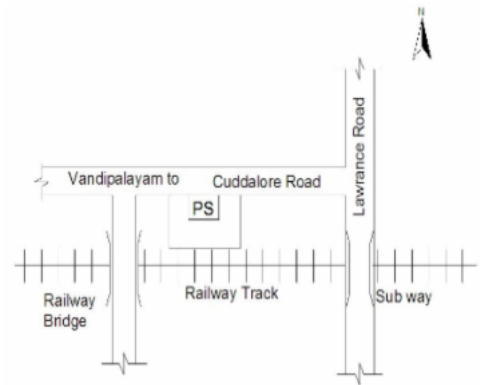 N
Lawrance Road
Vandipalayam to Cuddalore Road
PS
Railway Bridge
Railway Track
Sub way